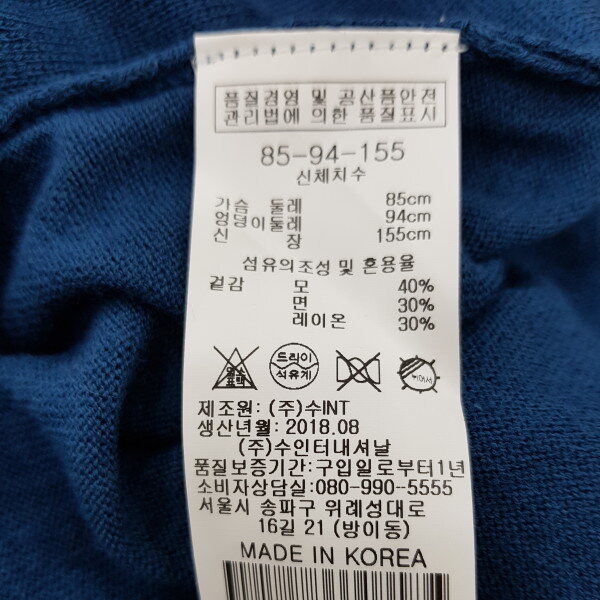 품질경영 및 공산품안전
관리법에 의한 품질표시
85-94-155
신체치수
가슴 둘레 85cm
엉덩이둘레 94cm
신 장 155cm
섬유의조성 및 혼용율
겉감 모 40%
면 30%
레이온 30%
드라이
석유계
제조원: (주)수INT
생산년월: 2018.08
(주)수인터내셔날
품질보증기간: 구입일로부터1년
소비자상담실: 080-990-5555
서울시 송파구 위례성대로
16길 21 (방이동)
MADE IN KOREA